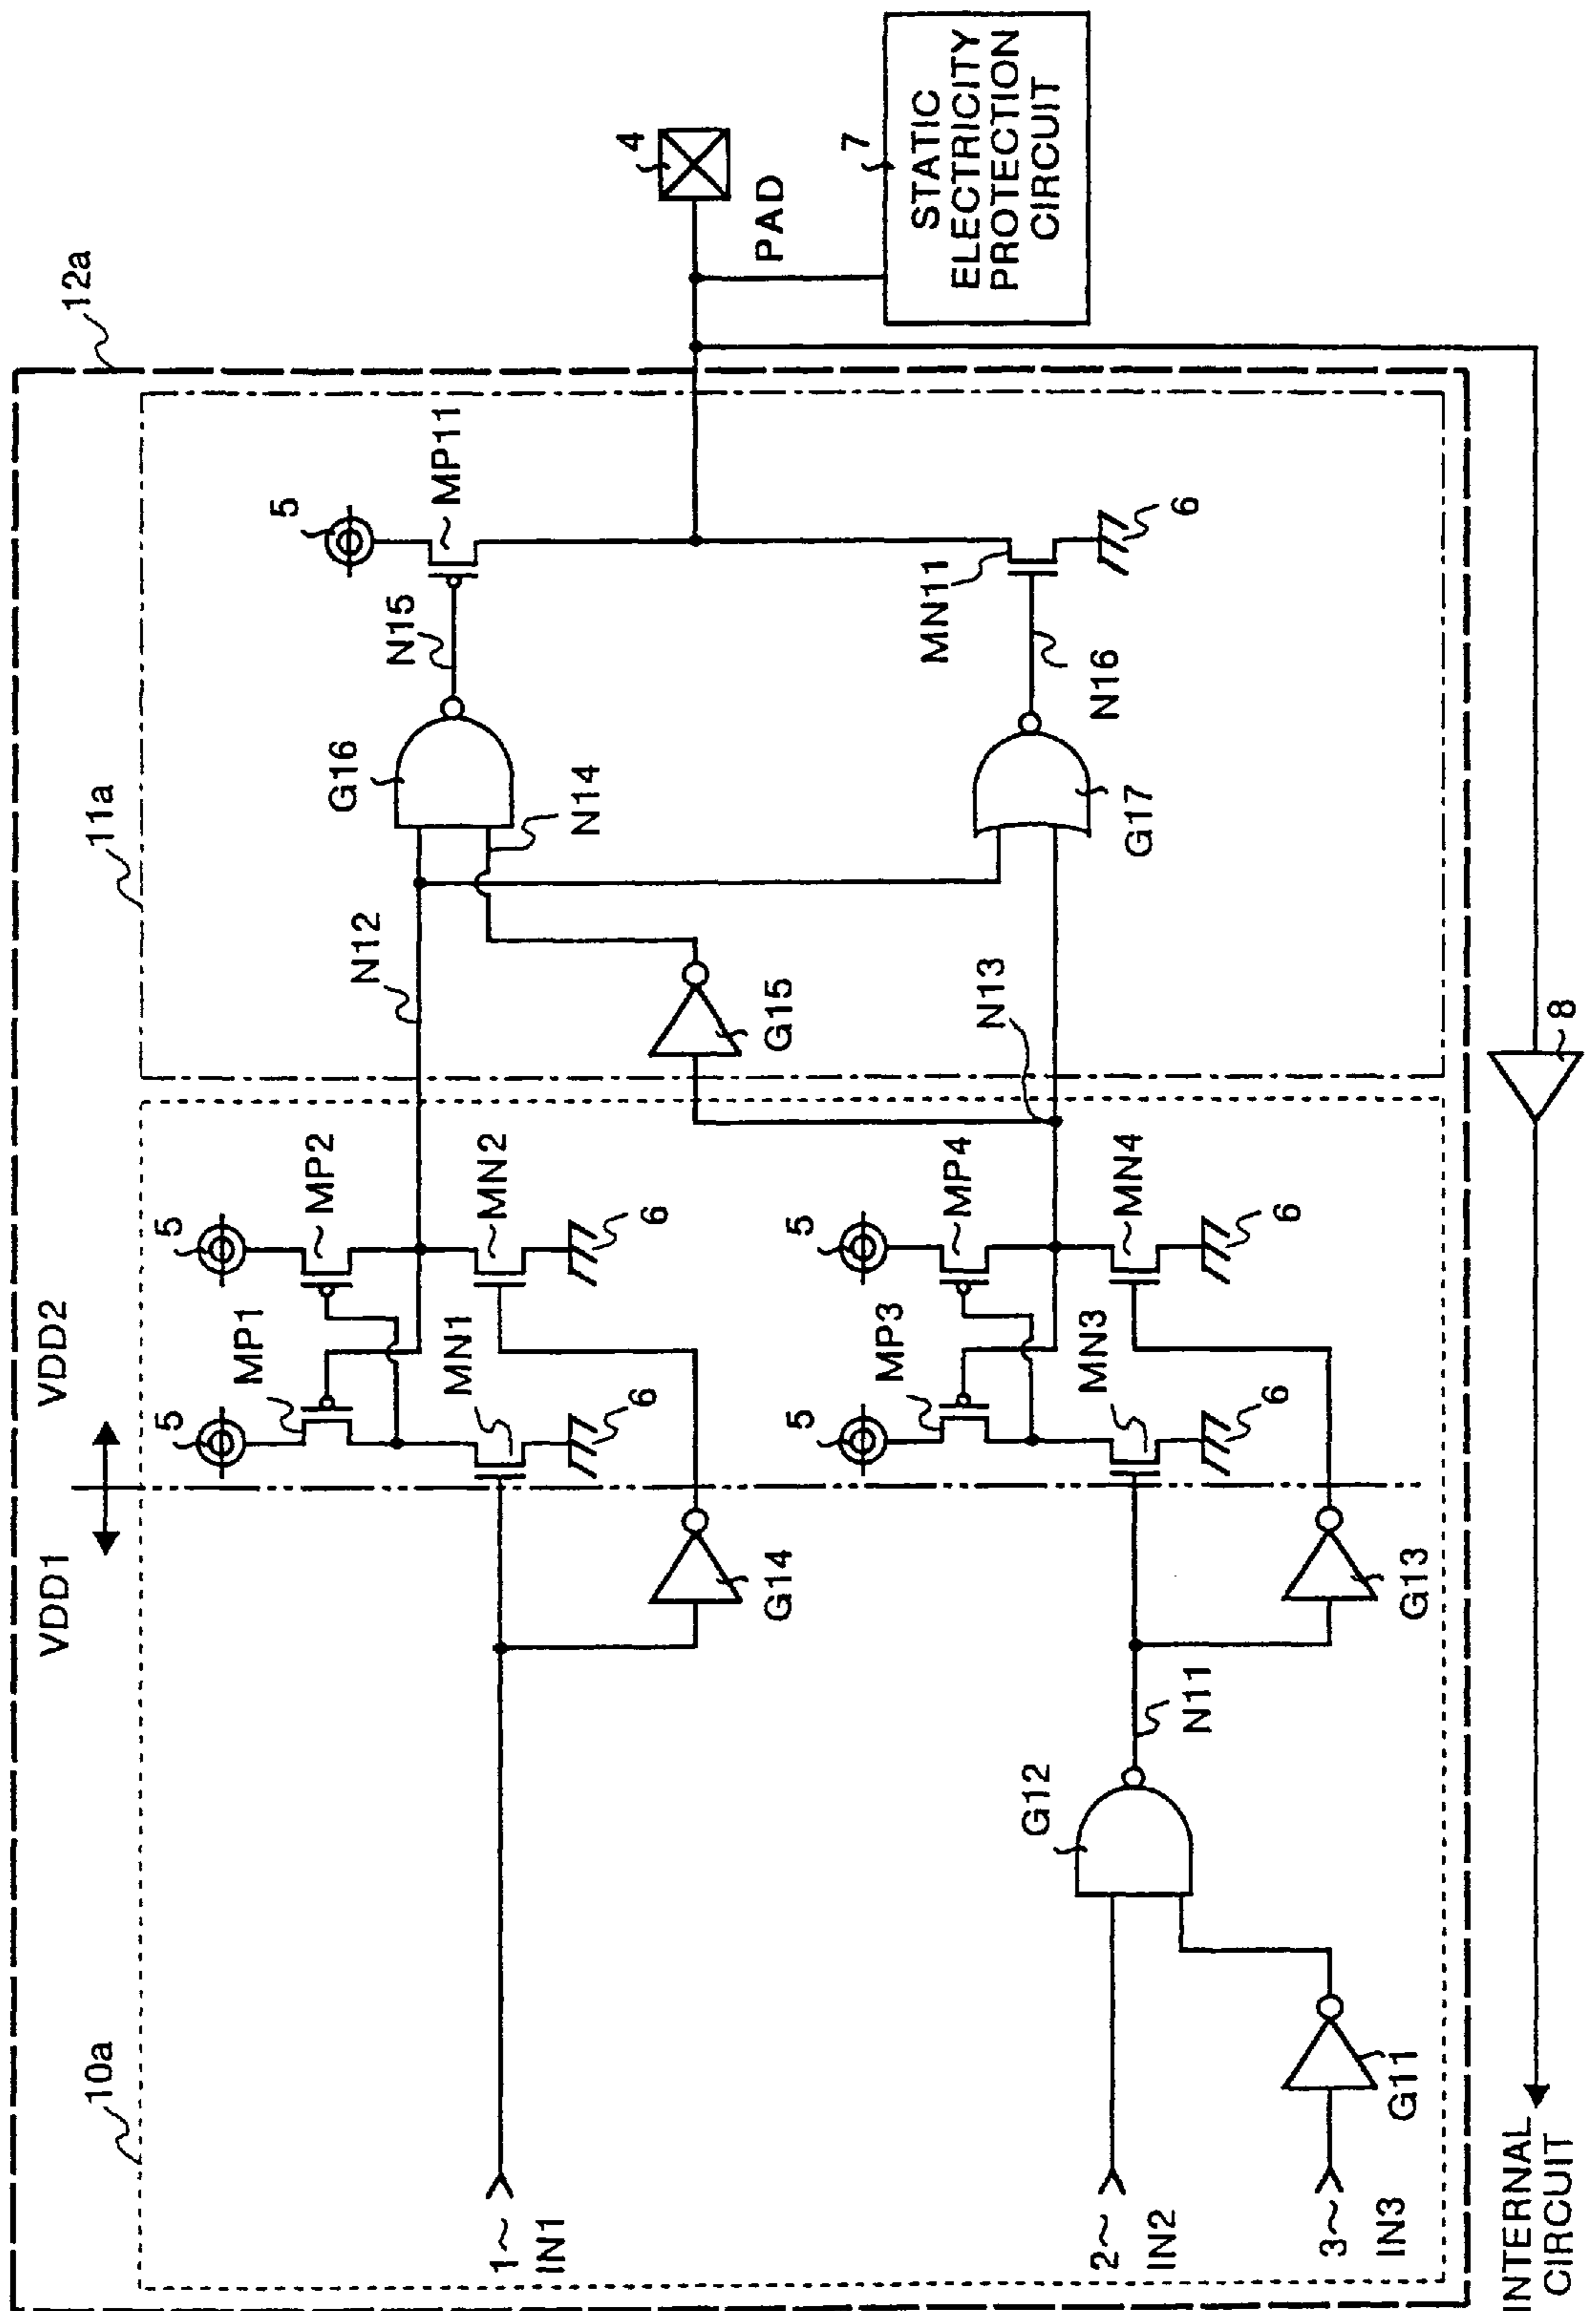 12a
11a
10a
VDD1
VDD2
5
MP1
5
MP2
MN1
MN2
6
6
N12
G16
N14
N15
5
MP11
4
PAD
7
STATIC
ELECTRICITY
PROTECTION
CIRCUIT
1
IN1
G14
G15
5
MP3
5
MP4
MN3
MN4
6
6
N13
G17
N16
MN11
6
2
IN2
G12
N11
G13
3
IN3
G11
8
INTERNAL
CIRCUIT